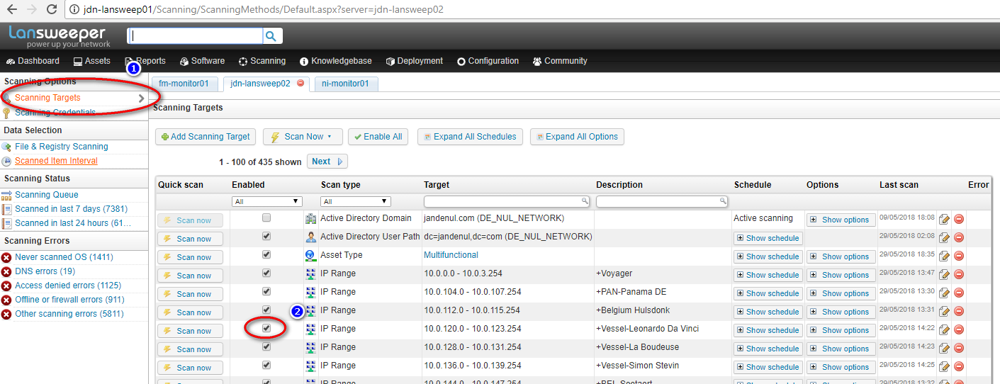 jdn-lansweep01/Scanning/ScanningMethods/Default.aspx?server=jdn-lansweep02
Lansweeper
power up your network
Dashboard Assets Reports Software Scanning Knowledgebase Deployment Configuration Community
1
Scanning Options
Scanning Targets
Scanning Credentials
Data Selection
File & Registry Scanning
Scanned Item Interval
Scanning Status
Scanning Queue
Scanned in last 7 days (7381)
Scanned in last 24 hours (61...
Scanning Errors
Never scanned OS (1411)
DNS errors (19)
Access denied errors (1125)
Offline or firewall errors (911)
Other scanning errors (5811)
fm-monitor01 jdn-lansweep02 ni-monitor01
Scanning Targets
Add Scanning Target Scan Now Enable All Expand All Schedules Expand All Options
1 - 100 of 435 shown Next
Quick scan Enabled Scan type Target Description Schedule Options Last scan Error
All All
Scan now Active Directory Domain jandenul.com (DE_NUL_NETWORK) Active scanning Show options 09/05/2018 18:08
Scan now Active Directory User Path dc=jandenul,dc=com (DE_NUL_NETWORK) Show schedule 29/05/2018 02:08
Scan now Asset Type Multifunctional Show schedule Show options 29/05/2018 18:35
Scan now IP Range 10.0.0.0 - 10.0.3.254 +Voyager Show schedule Show options 29/05/2018 13:47
Scan now IP Range 10.0.104.0 - 10.0.107.254 +PAN-Panama DE Show schedule Show options 29/05/2018 13:30
Scan now IP Range 10.0.112.0 - 10.0.115.254 +Belgium Hulsdonk Show schedule Show options 29/05/2018 13:31
2
Scan now IP Range 10.0.120.0 - 10.0.123.254 +Vessel-Leonardo Da Vinci Show schedule Show options 29/05/2018 14:22
Scan now IP Range 10.0.128.0 - 10.0.131.254 +Vessel-La Boudeuse Show schedule Show options 29/05/2018 14:23
Scan now IP Range 10.0.136.0 - 10.0.139.254 +Vessel-Simon Stevin Show schedule Show options 29/05/2018 14:25
IP Range 10.0.144.0 - 10.0.147.254 29/05/2018 13:32